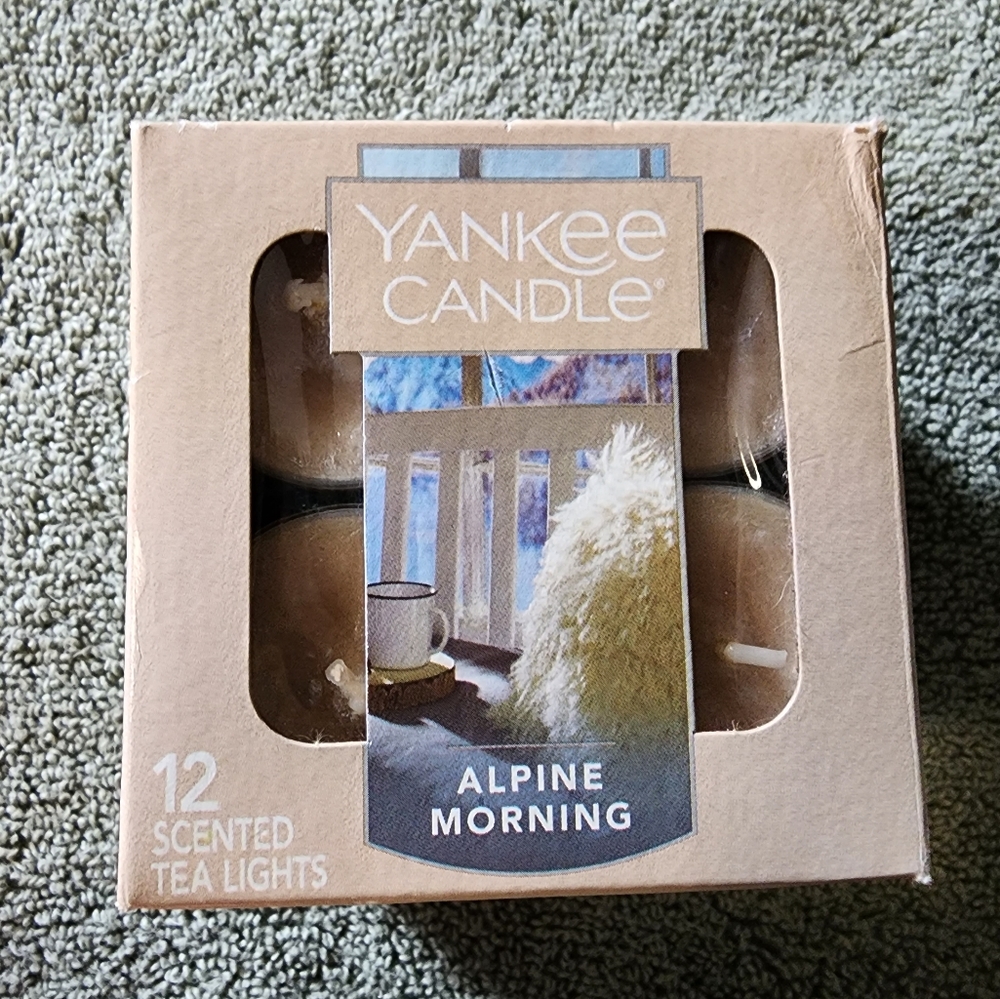 YANKEE
CANDLE®
ALPINE
MORNING
12
SCENTED
TEA LIGHTS